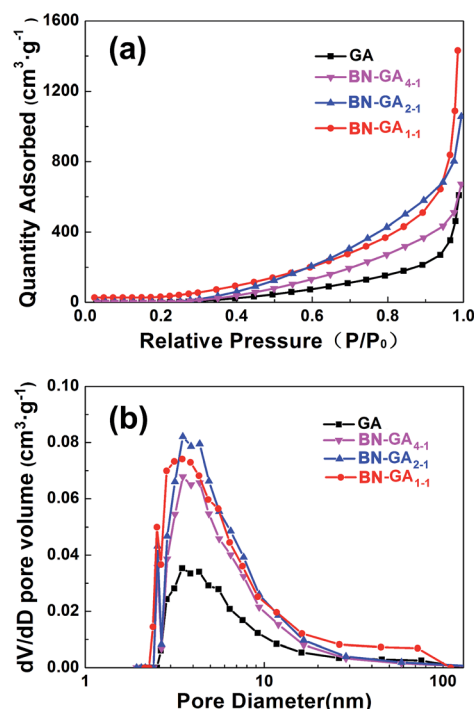 (a)
GA
BN-GA4-1
BN-GA2-1
BN-GA1-1
Quantity Adsorbed (cm³·g⁻¹)
1600
1200
800
400
0
0.0 0.2 0.4 0.6 0.8 1.0
Relative Pressure（P/P₀）
(b)
GA
BN-GA4-1
BN-GA2-1
BN-GA1-1
dV/dD pore volume (cm³·g⁻¹)
0.10
0.08
0.06
0.04
0.02
0.00
1 10 100
Pore Diameter(nm)